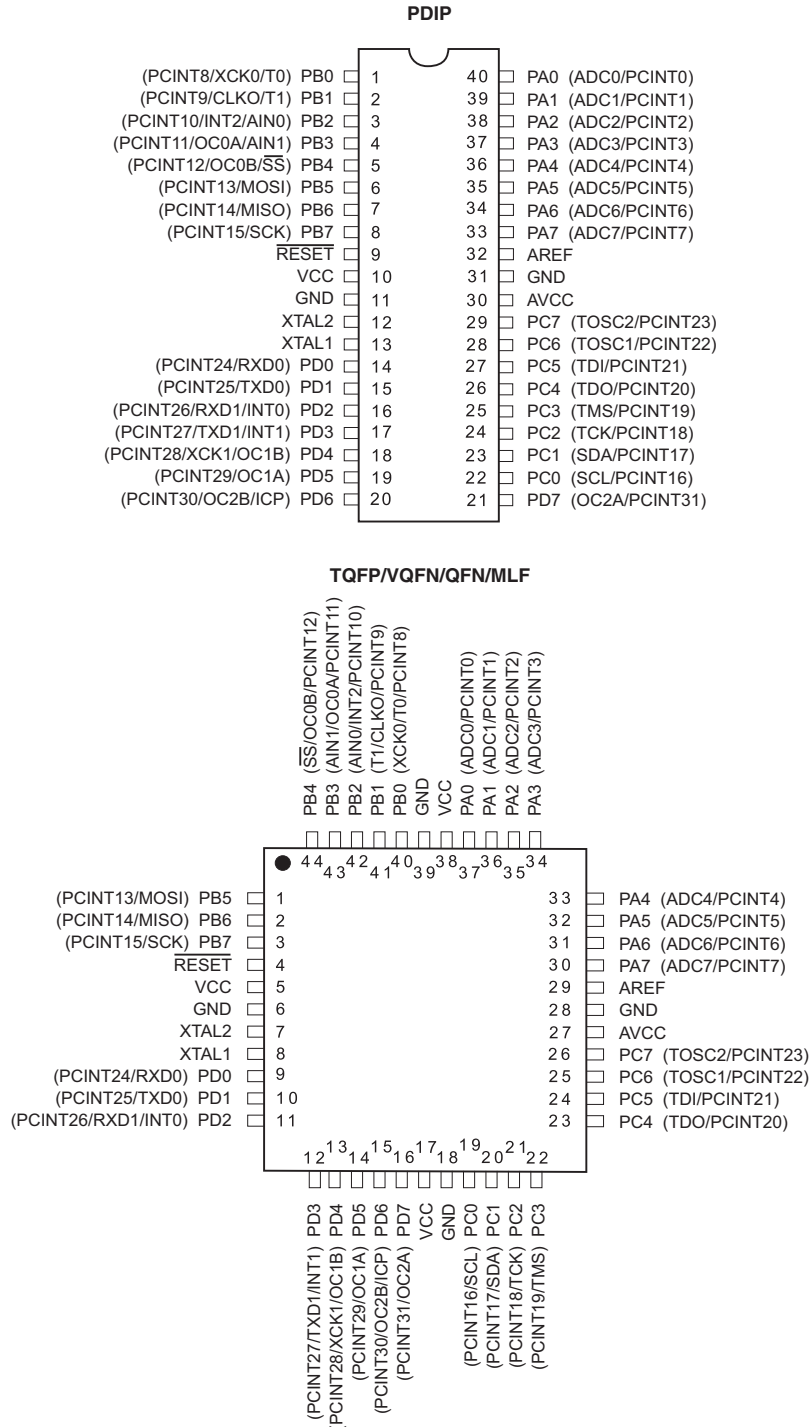 PDIP
(PCINT8/XCK0/T0) PB0 1 40 PA0 (ADC0/PCINT0)
(PCINT9/CLKO/T1) PB1 2 39 PA1 (ADC1/PCINT1)
(PCINT10/INT2/AIN0) PB2 3 38 PA2 (ADC2/PCINT2)
(PCINT11/OC0A/AIN1) PB3 4 37 PA3 (ADC3/PCINT3)
(PCINT12/OC0B/SS) PB4 5 36 PA4 (ADC4/PCINT4)
(PCINT13/MOSI) PB5 6 35 PA5 (ADC5/PCINT5)
(PCINT14/MISO) PB6 7 34 PA6 (ADC6/PCINT6)
(PCINT15/SCK) PB7 8 33 PA7 (ADC7/PCINT7)
RESET 9 32 AREF
VCC 10 31 GND
GND 11 30 AVCC
XTAL2 12 29 PC7 (TOSC2/PCINT23)
XTAL1 13 28 PC6 (TOSC1/PCINT22)
(PCINT24/RXD0) PD0 14 27 PC5 (TDI/PCINT21)
(PCINT25/TXD0) PD1 15 26 PC4 (TDO/PCINT20)
(PCINT26/RXD1/INT0) PD2 16 25 PC3 (TMS/PCINT19)
(PCINT27/TXD1/INT1) PD3 17 24 PC2 (TCK/PCINT18)
(PCINT28/XCK1/OC1B) PD4 18 23 PC1 (SDA/PCINT17)
(PCINT29/OC1A) PD5 19 22 PC0 (SCL/PCINT16)
(PCINT30/OC2B/ICP) PD6 20 21 PD7 (OC2A/PCINT31)
TQFP/VQFN/QFN/MLF
PB4 (SS/OC0B/PCINT12)
PB3 (AIN1/OC0A/PCINT11)
PB2 (AIN0/INT2/PCINT10)
PB1 (T1/CLKO/PCINT9)
PB0 (XCK0/T0/PCINT8)
GND
VCC
PA0 (ADC0/PCINT0)
PA1 (ADC1/PCINT1)
PA2 (ADC2/PCINT2)
PA3 (ADC3/PCINT3)
44 43 42 41 40 39 38 37 36 35 34
(PCINT13/MOSI) PB5 1 33 PA4 (ADC4/PCINT4)
(PCINT14/MISO) PB6 2 32 PA5 (ADC5/PCINT5)
(PCINT15/SCK) PB7 3 31 PA6 (ADC6/PCINT6)
RESET 4 30 PA7 (ADC7/PCINT7)
VCC 5 29 AREF
GND 6 28 GND
XTAL2 7 27 AVCC
XTAL1 8 26 PC7 (TOSC2/PCINT23)
(PCINT24/RXD0) PD0 9 25 PC6 (TOSC1/PCINT22)
(PCINT25/TXD0) PD1 10 24 PC5 (TDI/PCINT21)
(PCINT26/RXD1/INT0) PD2 11 23 PC4 (TDO/PCINT20)
12 13 14 15 16 17 18 19 20 21 22
(PCINT27/TXD1/INT1) PD3
PCINT28/XCK1/OC1B) PD4
(PCINT29/OC1A) PD5
(PCINT30/OC2B/ICP) PD6
(PCINT31/OC2A) PD7
VCC
GND
(PCINT16/SCL) PC0
(PCINT17/SDA) PC1
(PCINT18/TCK) PC2
(PCINT19/TMS) PC3